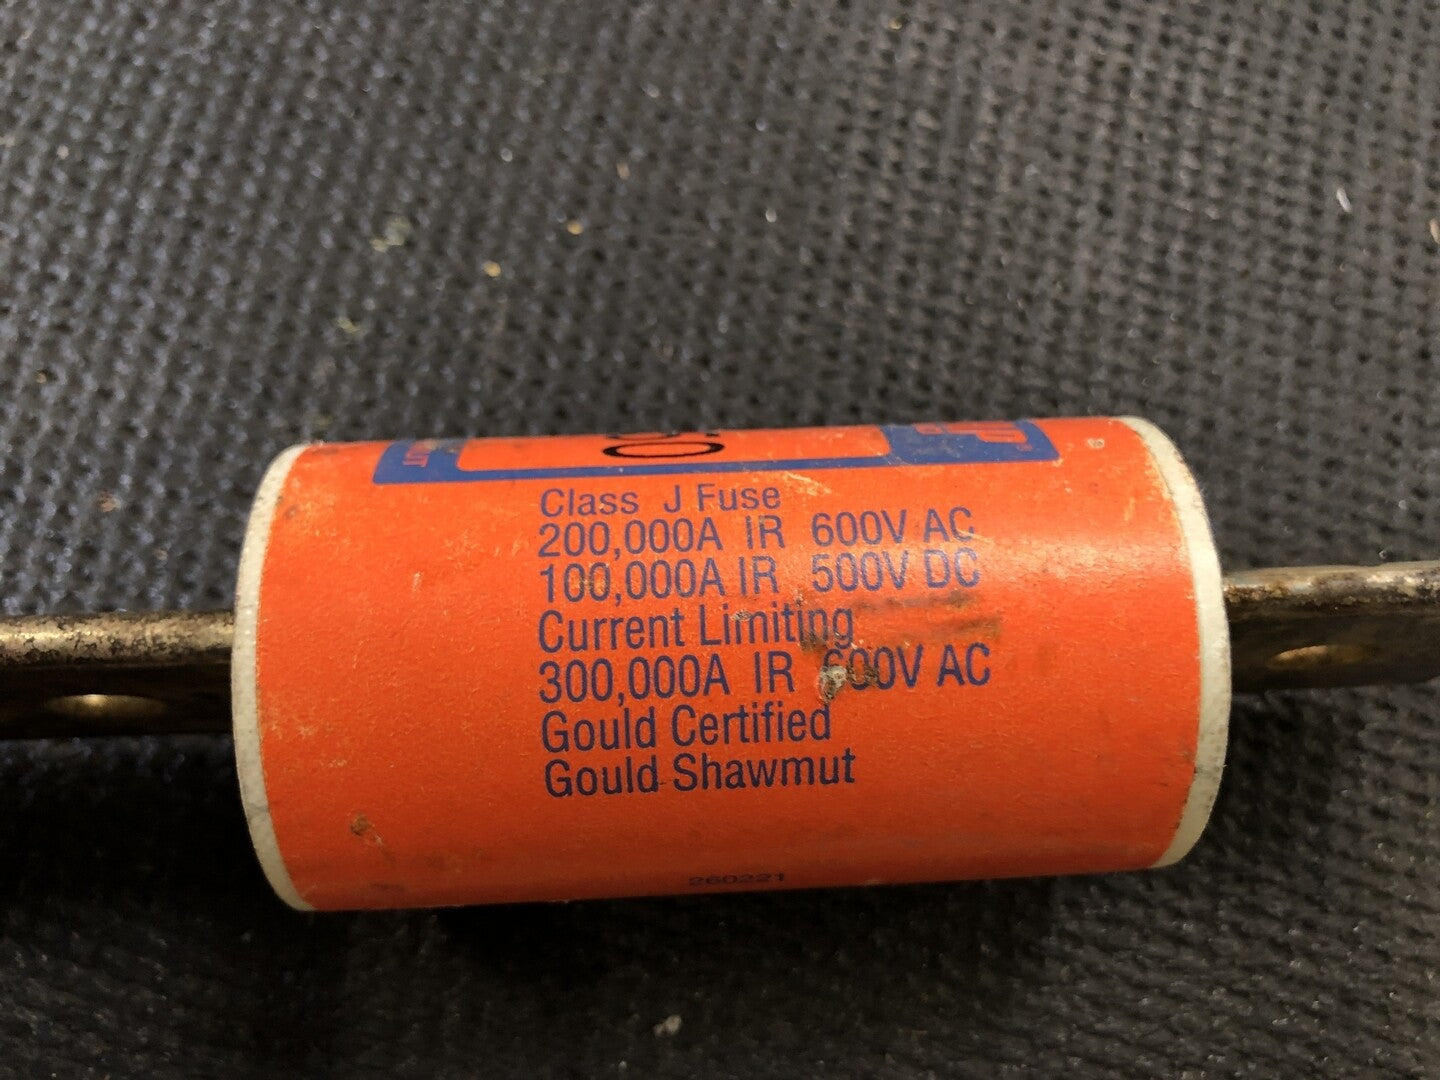 Class J Fuse
200,000A IR 600V AC
100,000A IR 500V DC
Current Limiting
300,000A IR 600V AC
Gould Certified
Gould Shawmut
260221